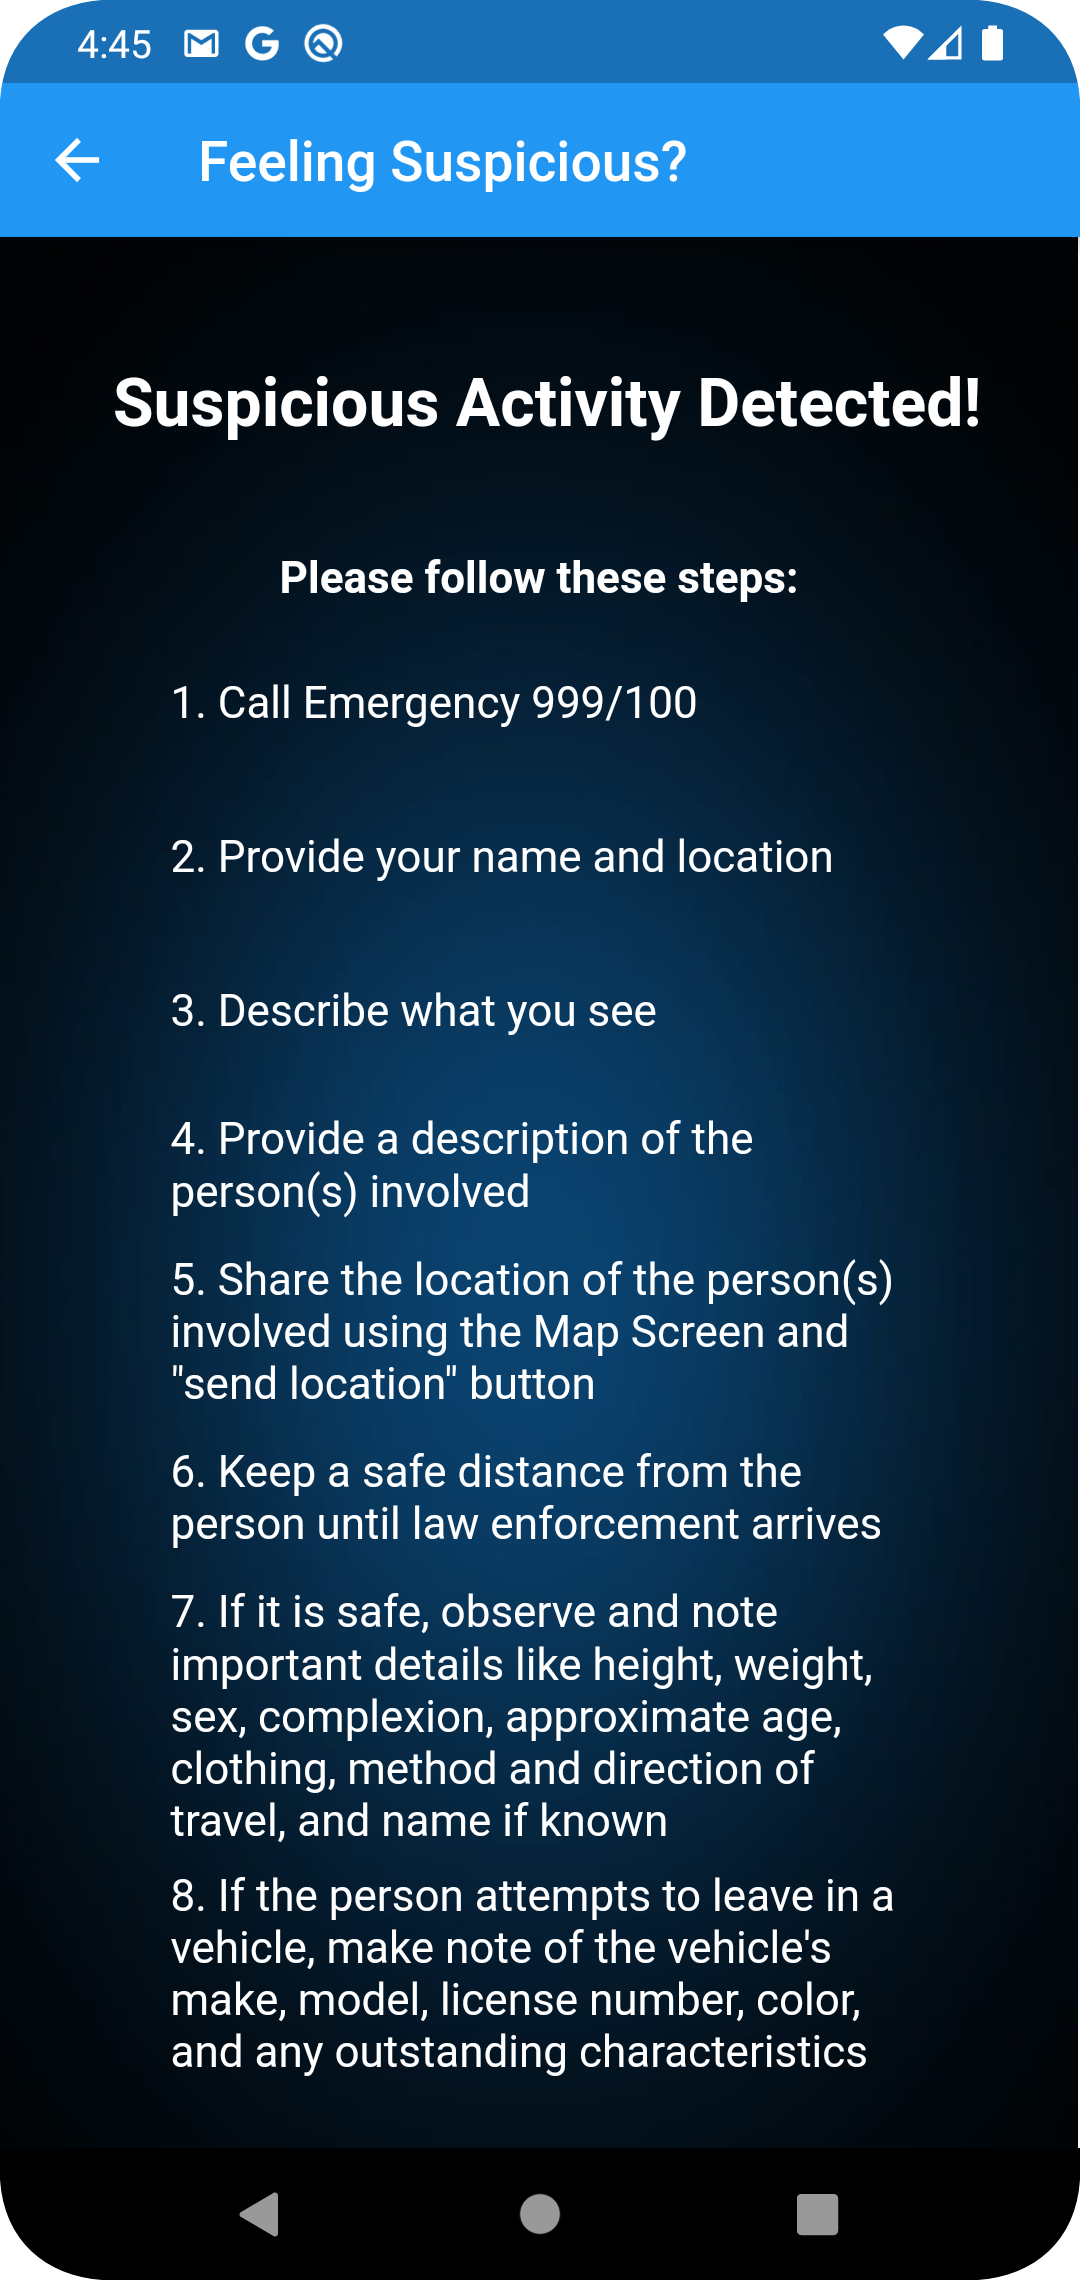 4:45
Feeling Suspicious?
Suspicious Activity Detected!
Please follow these steps:
1. Call Emergency 999/100
2. Provide your name and location
3. Describe what you see
4. Provide a description of the
person(s) involved
5. Share the location of the person(s)
involved using the Map Screen and
"send location" button
6. Keep a safe distance from the
person until law enforcement arrives
7. If it is safe, observe and note
important details like height, weight,
sex, complexion, approximate age,
clothing, method and direction of
travel, and name if known
8. If the person attempts to leave in a
vehicle, make note of the vehicle's
make, model, license number, color,
and any outstanding characteristics